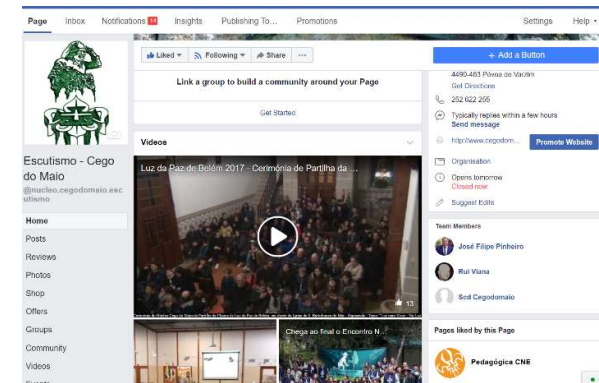 Page Inbox Notifications 14 Insights Publishing To... Promotions Settings Help
Liked Following Share ...
+ Add a Button
Link a group to build a community around your Page
Get Started
Escutismo - Cego
do Maio
@nucleo.cegodomaio.esc
utismo
Home
Posts
Reviews
Photos
Shop
Offers
Groups
Community
Videos
Events
Videos
Luz da Paz de Belém 2017 - Cerimónia de Partilha da ...
13
Chega ao final o Encontro N...
4490-483 Póvoa de Varzim
Get Directions
252 622 255
Typically replies within a few hours
Send message
http://www.cegodom...
Promote Website
Organisation
Opens tomorrow
Closed now
Suggest Edits
Team Members
José Filipe Pinheiro
Rui Viana
Scd Cegodomaio
Pages liked by this Page
Pedagógica CNE